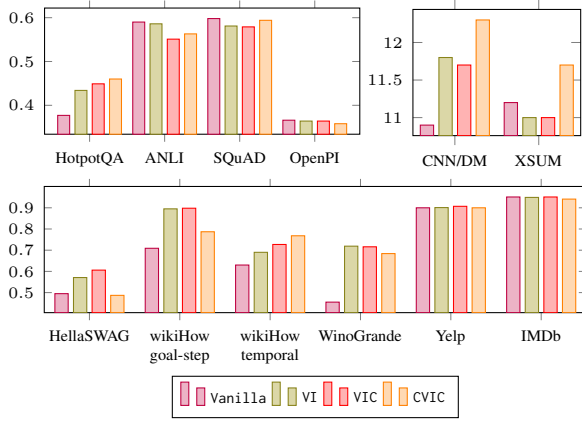 0.6
0.4
HotpotQA ANLI SQuAD OpenPI
12
11.5
11
CNN/DM XSUM
0.9
0.8
0.7
0.6
0.5
HellaSWAG wikiHow goal-step wikiHow temporal WinoGrande Yelp IMDb
Vanilla VI VIC CVIC